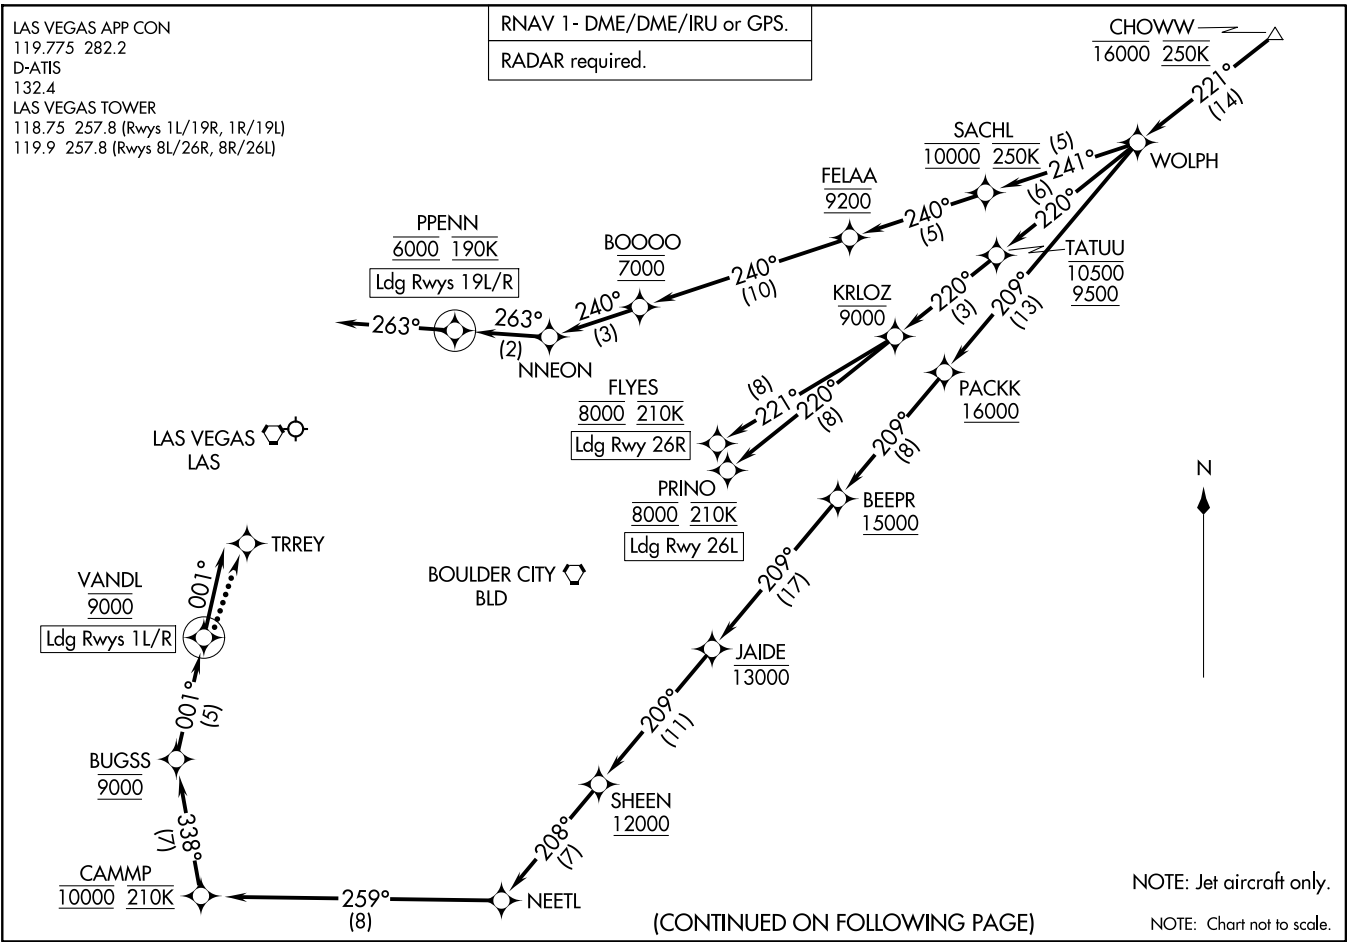 LAS VEGAS APP CON
119.775 282.2
D-ATIS
132.4
LAS VEGAS TOWER
118.75 257.8 (Rwys 1L/19R, 1R/19L)
119.9 257.8 (Rwys 8L/26R, 8R/26L)
RNAV 1- DME/DME/IRU or GPS.
RADAR required.
CHOWW
16000 250K
221°
(14)
WOLPH
SACHL
10000 250K
(5)
241°
(6)
220°
FELAA
9200
240°
(5)
TATUU
10500
9500
PPENN
6000 190K
Ldg Rwys 19L/R
BOOOO
7000
240°
(10)
KRLOZ
9000
220°
(3)
209°
(13)
263°
263°
(2)
240°
(3)
NNEON
FLYES
8000 210K
Ldg Rwy 26R
(8)
221°
220°
(8)
PACKK
16000
LAS VEGAS
LAS
209°
(8)
N
PRINO
8000 210K
Ldg Rwy 26L
BEEPR
15000
TRREY
BOULDER CITY
BLD
VANDL
9000
Ldg Rwys 1L/R
001°
209°
(17)
JAIDE
13000
001°
(5)
209°
(11)
BUGSS
9000
SHEEN
12000
338°
(7)
208°
(7)
CAMMP
10000 210K
259°
(8)
NEETL
NOTE: Jet aircraft only.
(CONTINUED ON FOLLOWING PAGE)
NOTE: Chart not to scale.